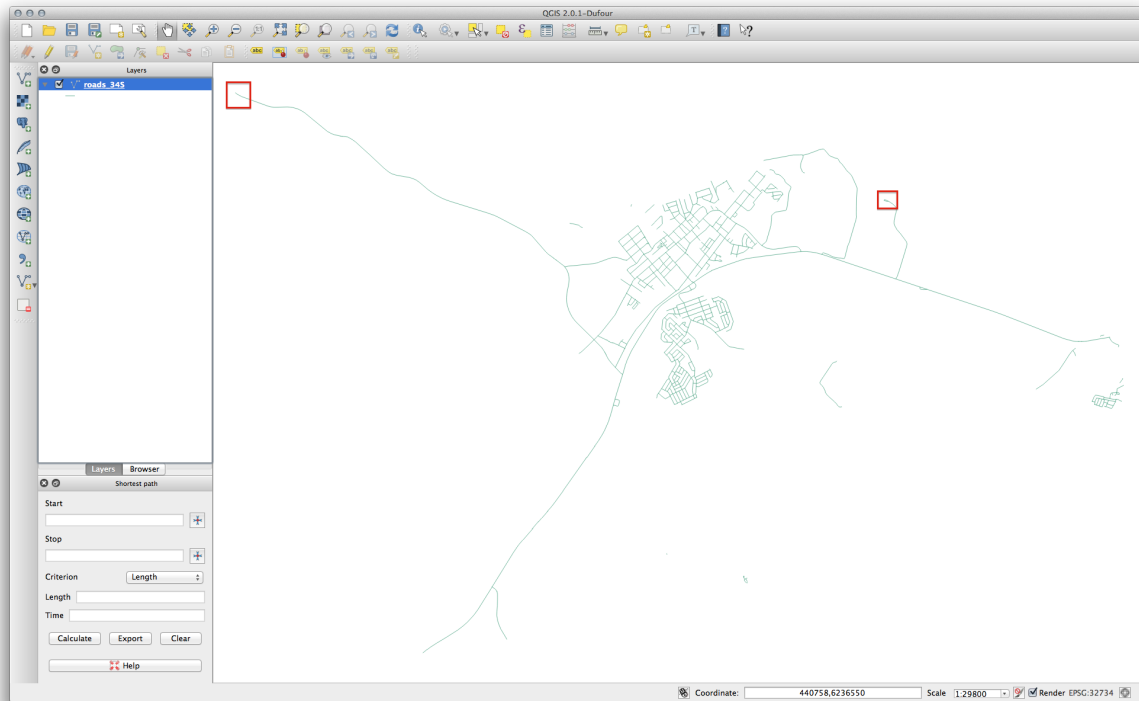 QGIS 2.0.1-Dufour
Layers
roads_34S
Layers Browser
Shortest path
Start
Stop
Criterion Length
Length
Time
Calculate Export Clear
Help
Coordinate: 440758,6236550 Scale 1:29800 Render EPSG:32734